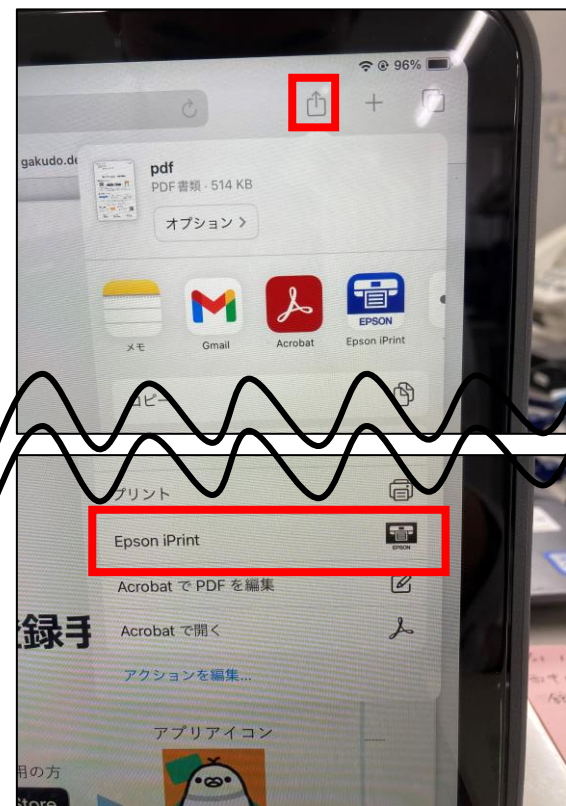 96%
gakudo.de
pdf
PDF書類・514 KB
オプション >
EPSON
メモ
Gmail
Acrobat
Epson iPrint
コピー
プリント
Epson iPrint
EPSON
Acrobat で PDF を編集
Acrobat で開く
録手
アクションを編集...
アプリアイコン
用の方
Store